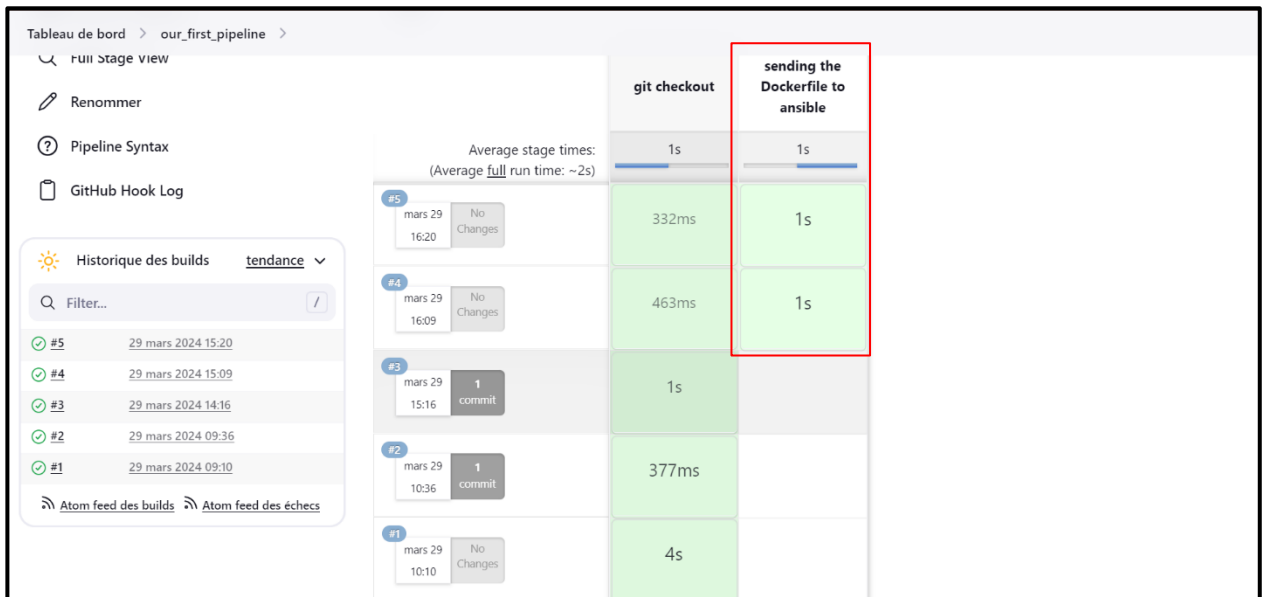 Tableau de bord > our_first_pipeline >
Full Stage View
Renommer
Pipeline Syntax
GitHub Hook Log
Historique des builds tendance
Filter... /
#5 29 mars 2024 15:20
#4 29 mars 2024 15:09
#3 29 mars 2024 14:16
#2 29 mars 2024 09:36
#1 29 mars 2024 09:10
Atom feed des builds Atom feed des échecs
git checkout
sending the
Dockerfile to
ansible
Average stage times:
(Average full run time: ~2s)
1s
1s
#5
mars 29
16:20
No
Changes
332ms
1s
#4
mars 29
16:09
No
Changes
463ms
1s
#3
mars 29
15:16
1
commit
1s
#2
mars 29
10:36
1
commit
377ms
#1
mars 29
10:10
No
Changes
4s